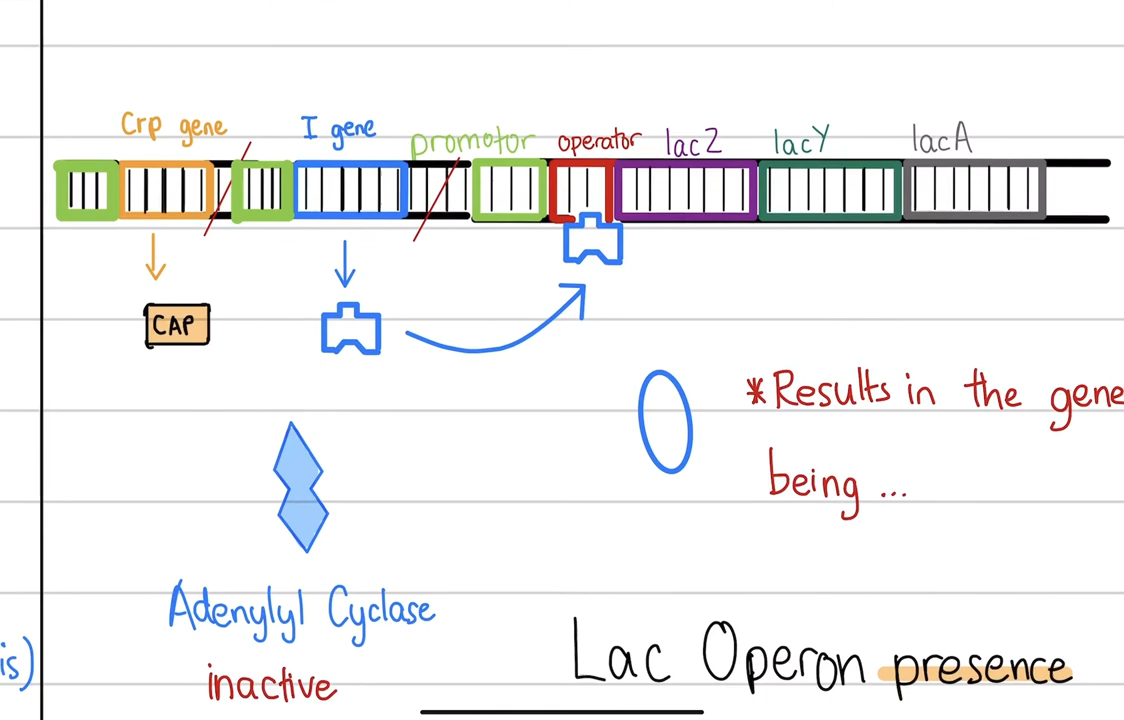 Crp gene
I gene
promotor
operator
lacZ
lacY
lacA
CAP
*Results in the gene
being ...
Adenylyl Cyclase
inactive
is)
Lac Operon presence